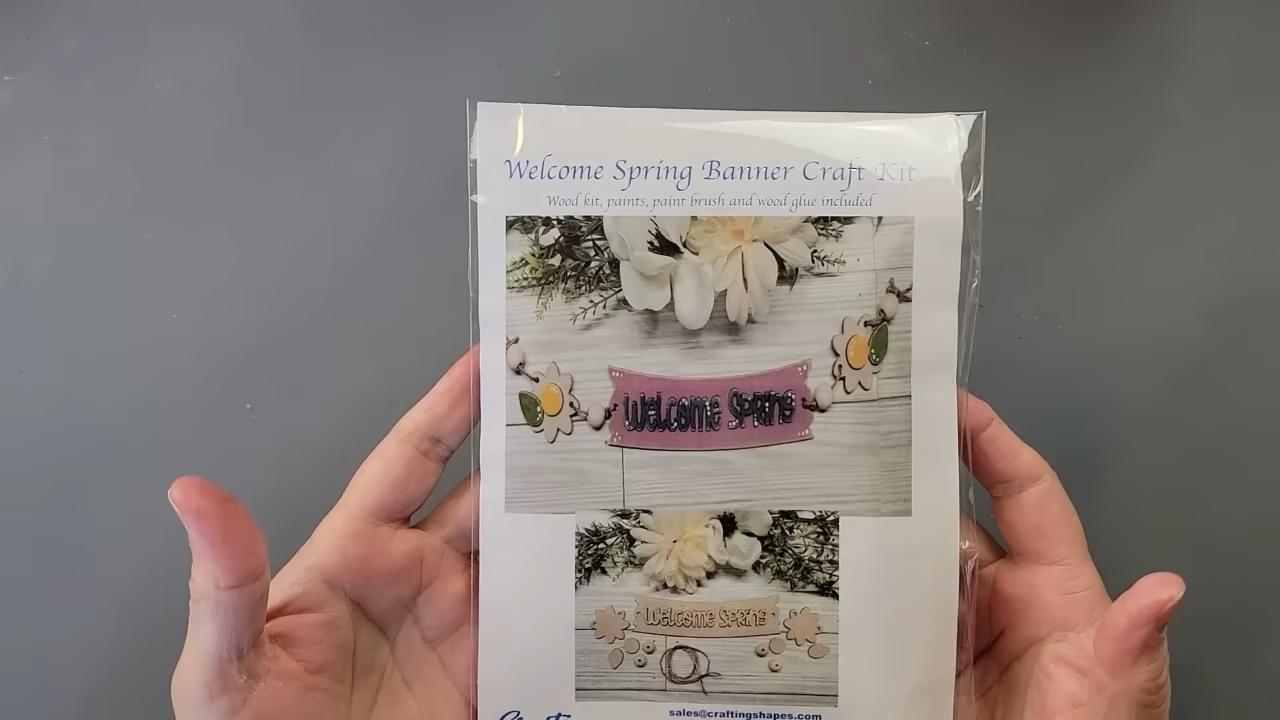 Welcome Spring Banner Craft Kit
Wood kit, paints, paint brush and wood glue included
Welcome Spring
Welcome Spring
sales@craftingshapes.com